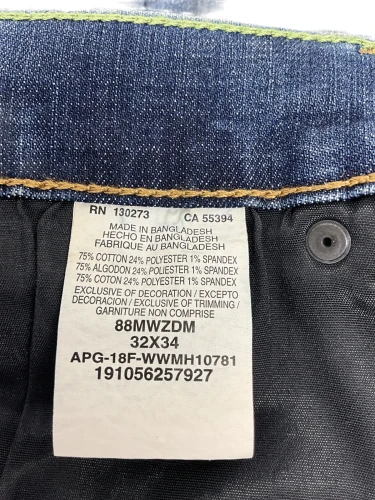 RN 130273 CA 55394
MADE IN BANGLADESH
HECHO EN BANGLADESH
FABRIQUE AU BANGLADESH
75% COTTON 24% POLYESTER 1% SPANDEX
75% ALGODON 24% POLIESTER 1% SPANDEX
75% COTON 24% POLYESTER 1% SPANDEX
EXCLUSIVE OF DECORATION / EXCEPTO
DECORACION / EXCLUSIVE OF TRIMMING /
GARNITURE NON COMPRISE
88MWZDM
32X34
APG-18F-WWMH10781
191056257927